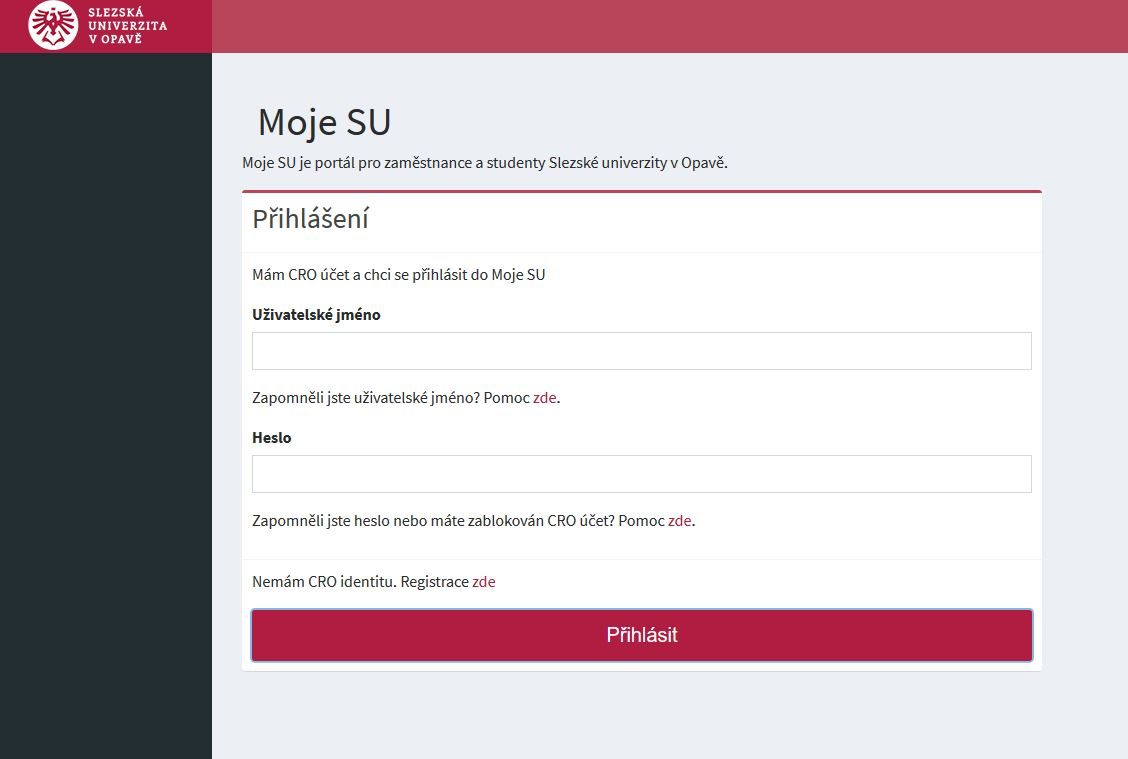 SLEZSKÁ
UNIVERZITA
V OPAVĚ
Moje SU
Moje SU je portál pro zaměstnance a studenty Slezské univerzity v Opavě.
Přihlášení
Mám CRO účet a chci se přihlásit do Moje SU
Uživatelské jméno
Zapomněli jste uživatelské jméno? Pomoc zde.
Heslo
Zapomněli jste heslo nebo máte zablokován CRO účet? Pomoc zde.
Nemám CRO identitu. Registrace zde
Přihlásit